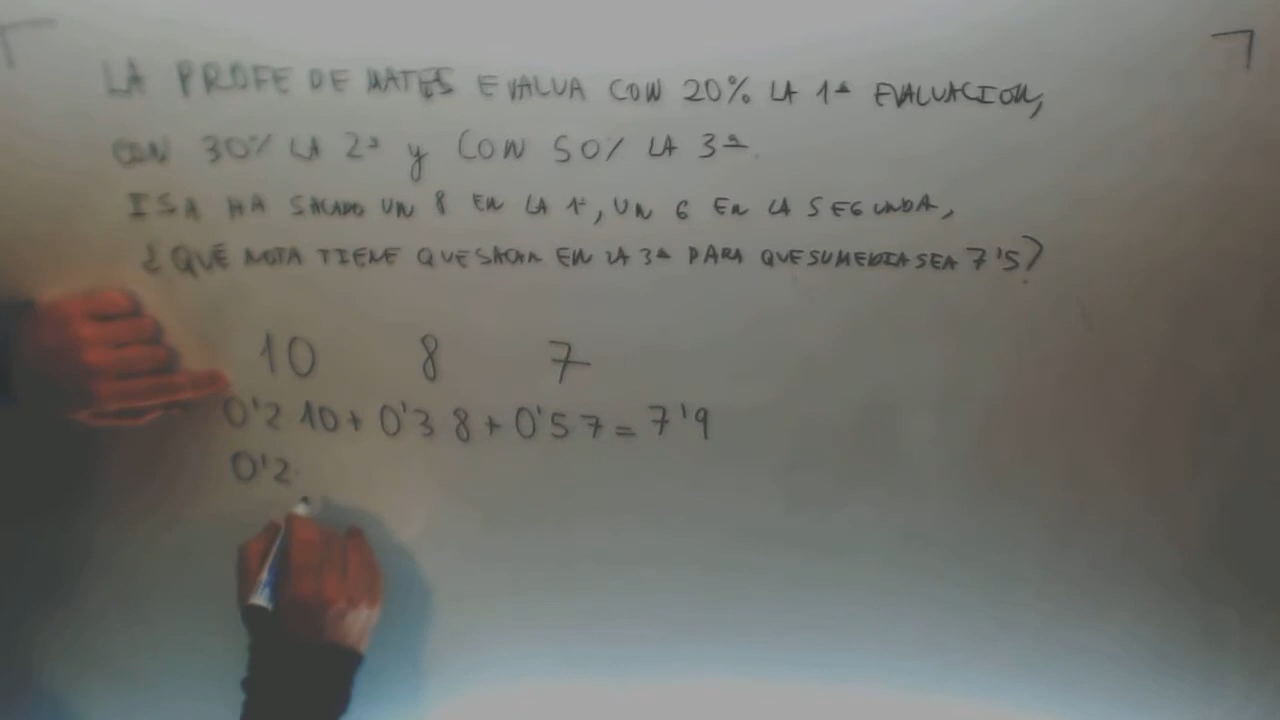 LA PROFE DE MATES EVALUA CON 20% LA 1ª EVALUACION,
CON 30% LA 2ª y CON 50% LA 3ª.
ISA HA SACADO UN 8 EN LA 1ª, UN 6 EN LA SEGUNDA,
¿QUÉ NOTA TIENE QUE SACAR EN LA 3ª PARA QUE SU MEDIA SEA 7'5?
10 8 7
0'2 10 + 0'3 8 + 0'5 7 = 7'9
0'2·